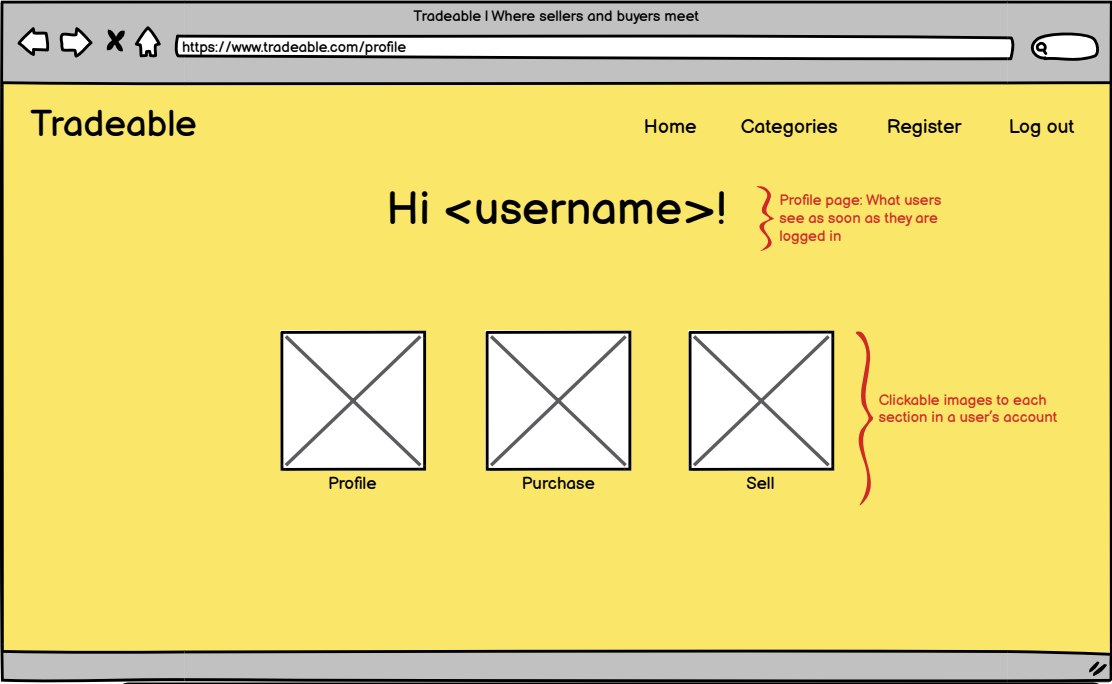 Tradeable | Where sellers and buyers meet
https://www.tradeable.com/profile
Tradeable
Home
Categories
Register
Log out
Hi <username>!
Profile page: What users
see as soon as they are
logged in
Clickable images to each
section in a user's account
Profile
Purchase
Sell